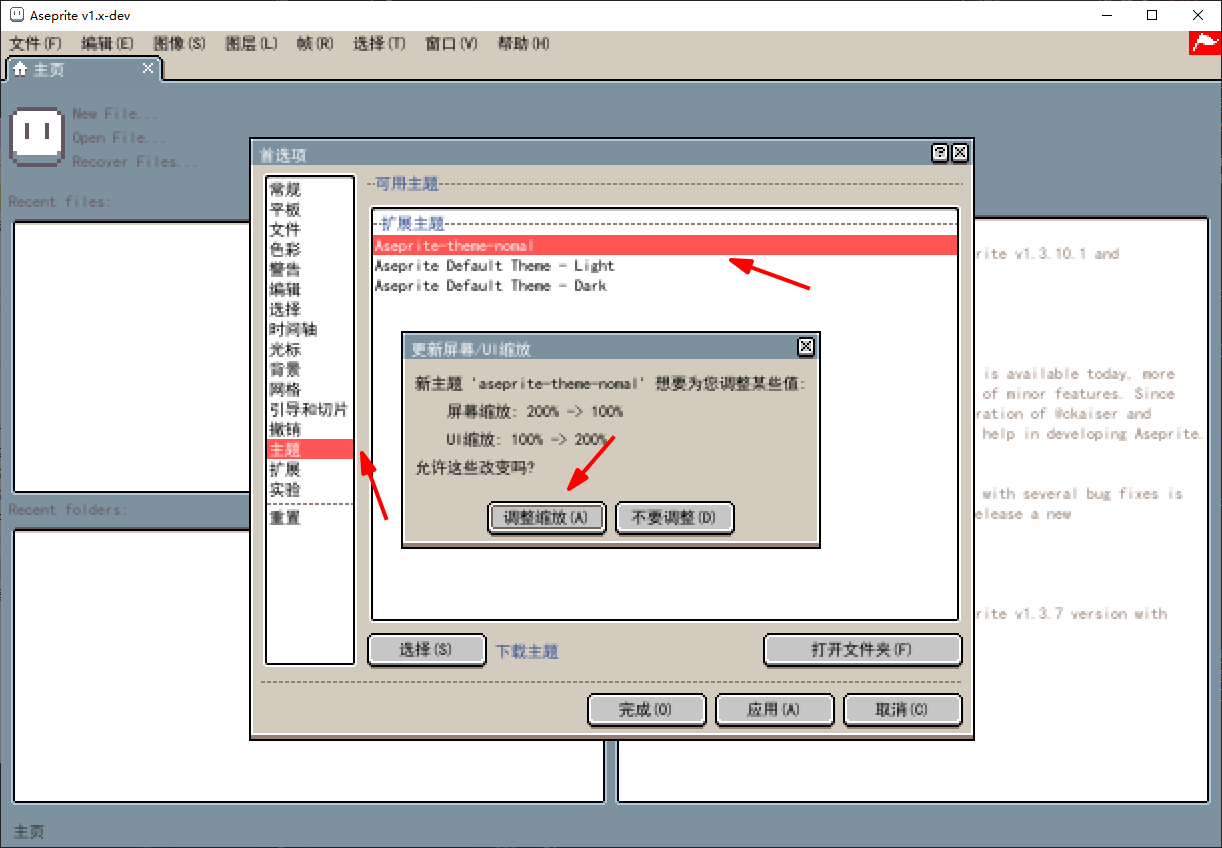 Aseprite v1.x-dev
文件(F) 编辑(E) 图像(S) 图层(L) 帧(R) 选择(T) 窗口(V) 帮助(H)
主页
New File...
Open File...
Recover Files...
Recent files:
Recent folders:
首选项
常规
平板
文件
色彩
警告
编辑
选择
时间轴
光标
背景
网格
引导和切片
撤销
主题
扩展
实验
重置
可用主题
扩展主题
Aseprite-theme-nomal
Aseprite Default Theme - Light
Aseprite Default Theme - Dark
更新屏幕/UI缩放
新主题 'aseprite-theme-nomal' 想要为您调整某些值:
屏幕缩放: 200% -> 100%
UI缩放: 100% -> 200%
允许这些改变吗?
调整缩放(A) 不要调整(D)
选择(S) 下载主题 打开文件夹(F)
完成(O) 应用(A) 取消(C)
rite v1.3.10.1 and
is available today, more
of minor features. Since
ration of @ckaiser and
help in developing Aseprite.
with several bug fixes is
elease a new
rite v1.3.7 version with
主页